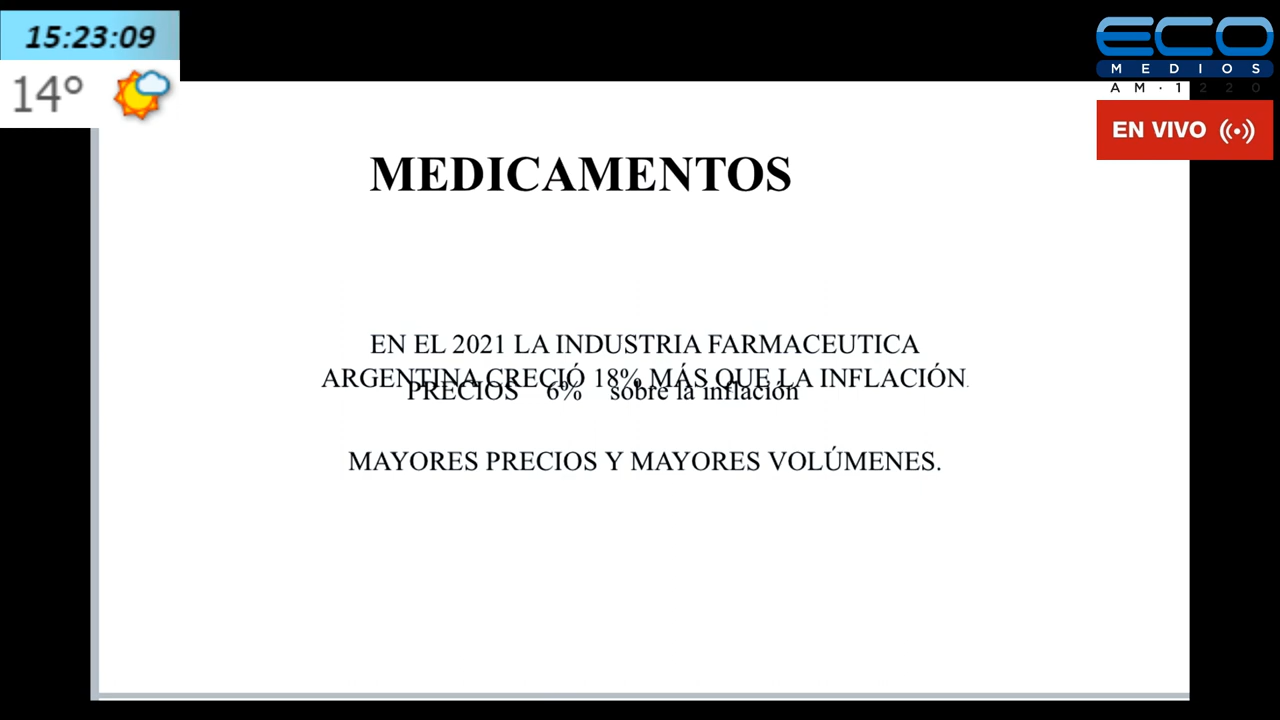 15:23:09
14°
ECO
MEDIOS
AM·1220
EN VIVO
MEDICAMENTOS
EN EL 2021 LA INDUSTRIA FARMACEUTICA
ARGENTINA CRECIÓ 18% MÁS QUE LA INFLACIÓN.
PRECIOS 6% sobre la inflación
MAYORES PRECIOS Y MAYORES VOLÚMENES.